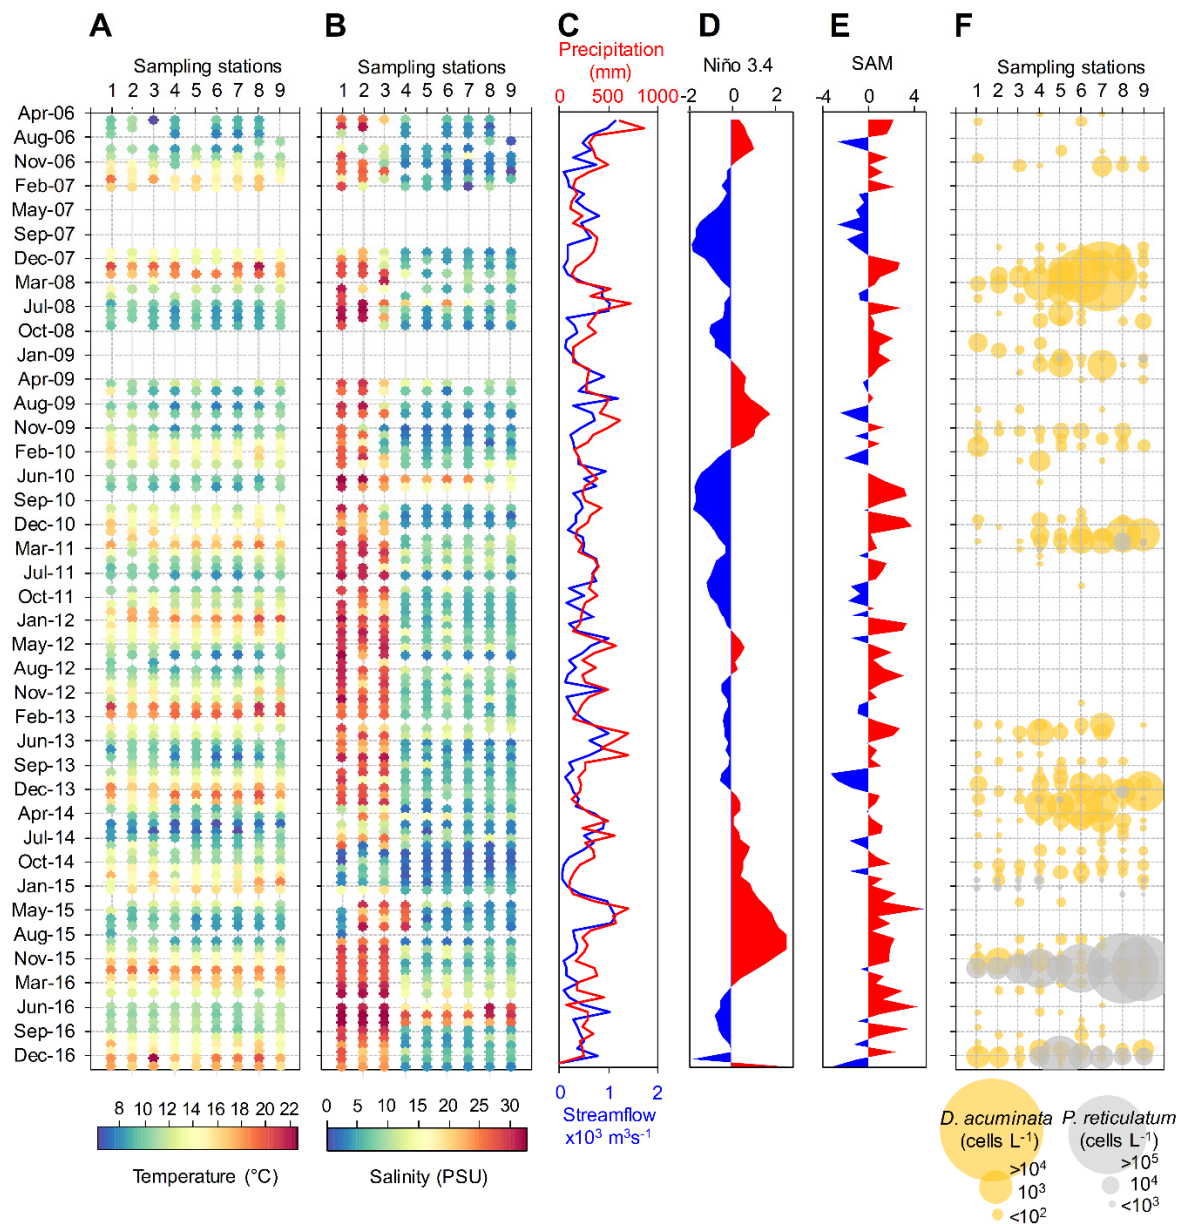 A
B
C
D
E
F
Precipitation
(mm)
Sampling stations
Sampling stations
Niño 3.4
SAM
Sampling stations
1 2 3 4 5 6 7 8 9
1 2 3 4 5 6 7 8 9
0 500 1000
-2 0 2
-4 0 4
1 2 3 4 5 6 7 8 9
Apr-06
Aug-06
Nov-06
Feb-07
May-07
Sep-07
Dec-07
Mar-08
Jul-08
Oct-08
Jan-09
Apr-09
Aug-09
Nov-09
Feb-10
Jun-10
Sep-10
Dec-10
Mar-11
Jul-11
Oct-11
Jan-12
May-12
Aug-12
Nov-12
Feb-13
Jun-13
Sep-13
Dec-13
Apr-14
Jul-14
Oct-14
Jan-15
May-15
Aug-15
Nov-15
Mar-16
Jun-16
Sep-16
Dec-16
0 1 2
Streamflow
x10³ m³s⁻¹
8 10 12 14 16 18 20 22
Temperature (°C)
0 5 10 15 20 25 30
Salinity (PSU)
D. acuminata
(cells L⁻¹)
>10⁴
10³
<10²
P. reticulatum
(cells L⁻¹)
>10⁵
10⁴
<10³